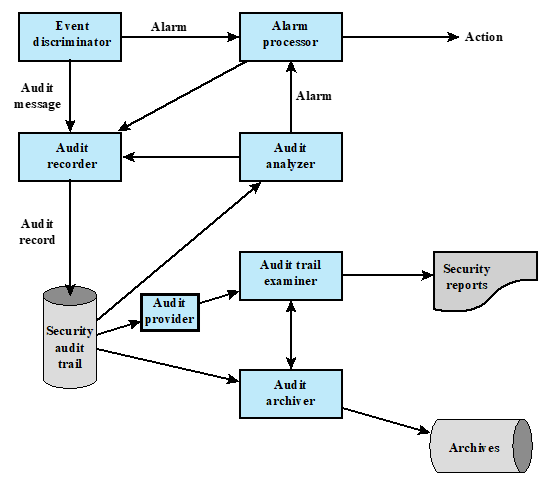 Event
discriminator
Alarm
Alarm
processor
Action
Audit
message
Alarm
Audit
recorder
Audit
analyzer
Audit
record
Audit trail
examiner
Security
reports
Audit
provider
Security
audit
trail
Audit
archiver
Archives